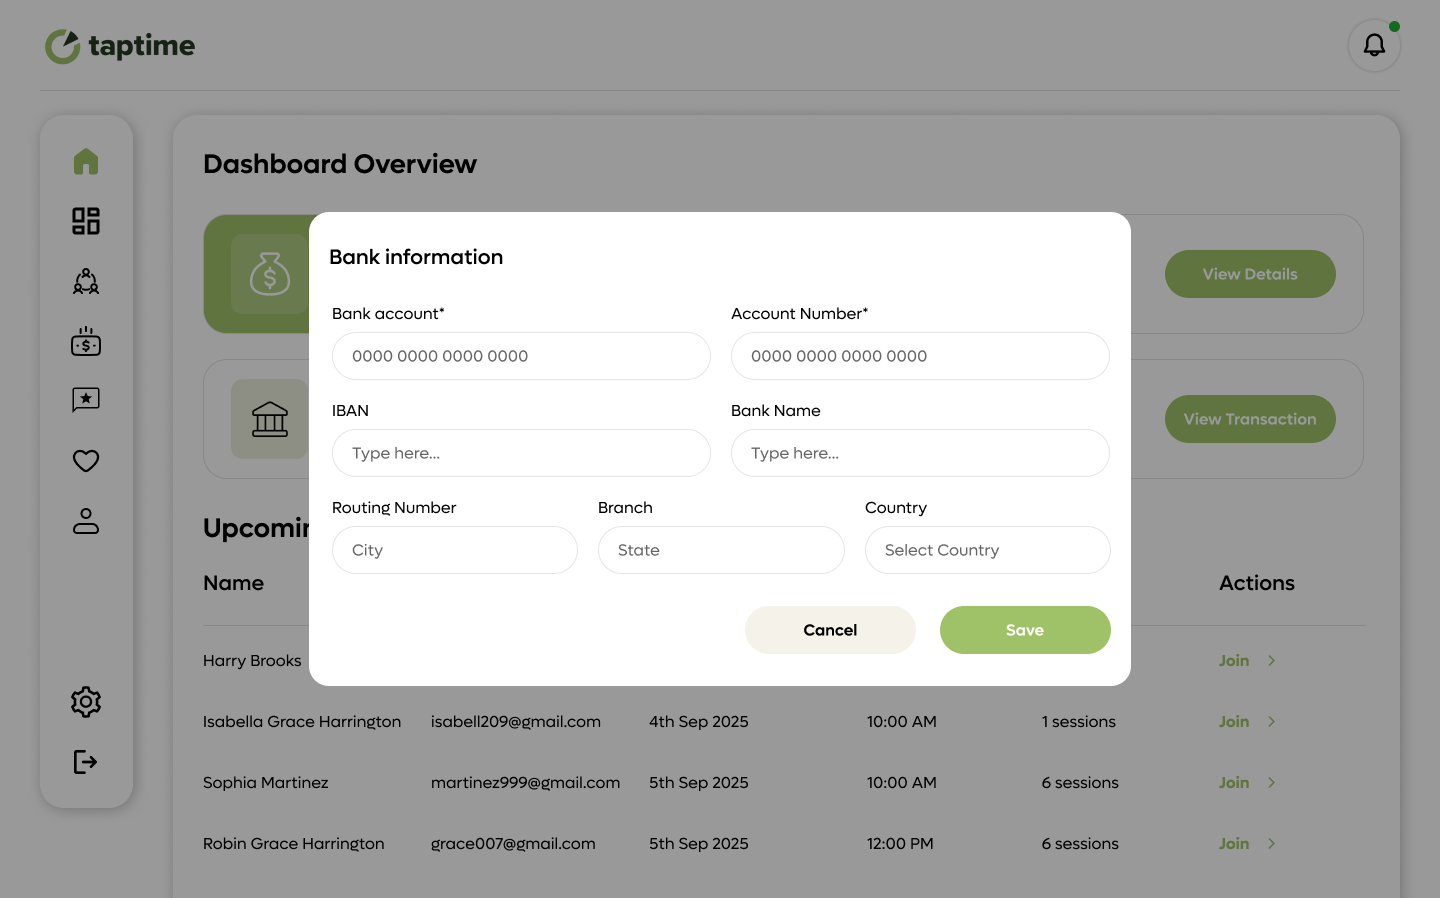 taptime
Dashboard Overview
View Details
View Transaction
Bank information
Bank account*
Account Number*
0000 0000 0000 0000
0000 0000 0000 0000
IBAN
Bank Name
Type here...
Type here...
Routing Number
Branch
Country
City
State
Select Country
Cancel
Save
Name
Actions
Harry Brooks
Join
Isabella Grace Harrington isabell209@gmail.com 4th Sep 2025 10:00 AM 1 sessions Join
Sophia Martinez martinez999@gmail.com 5th Sep 2025 10:00 AM 6 sessions Join
Robin Grace Harrington grace007@gmail.com 5th Sep 2025 12:00 PM 6 sessions Join